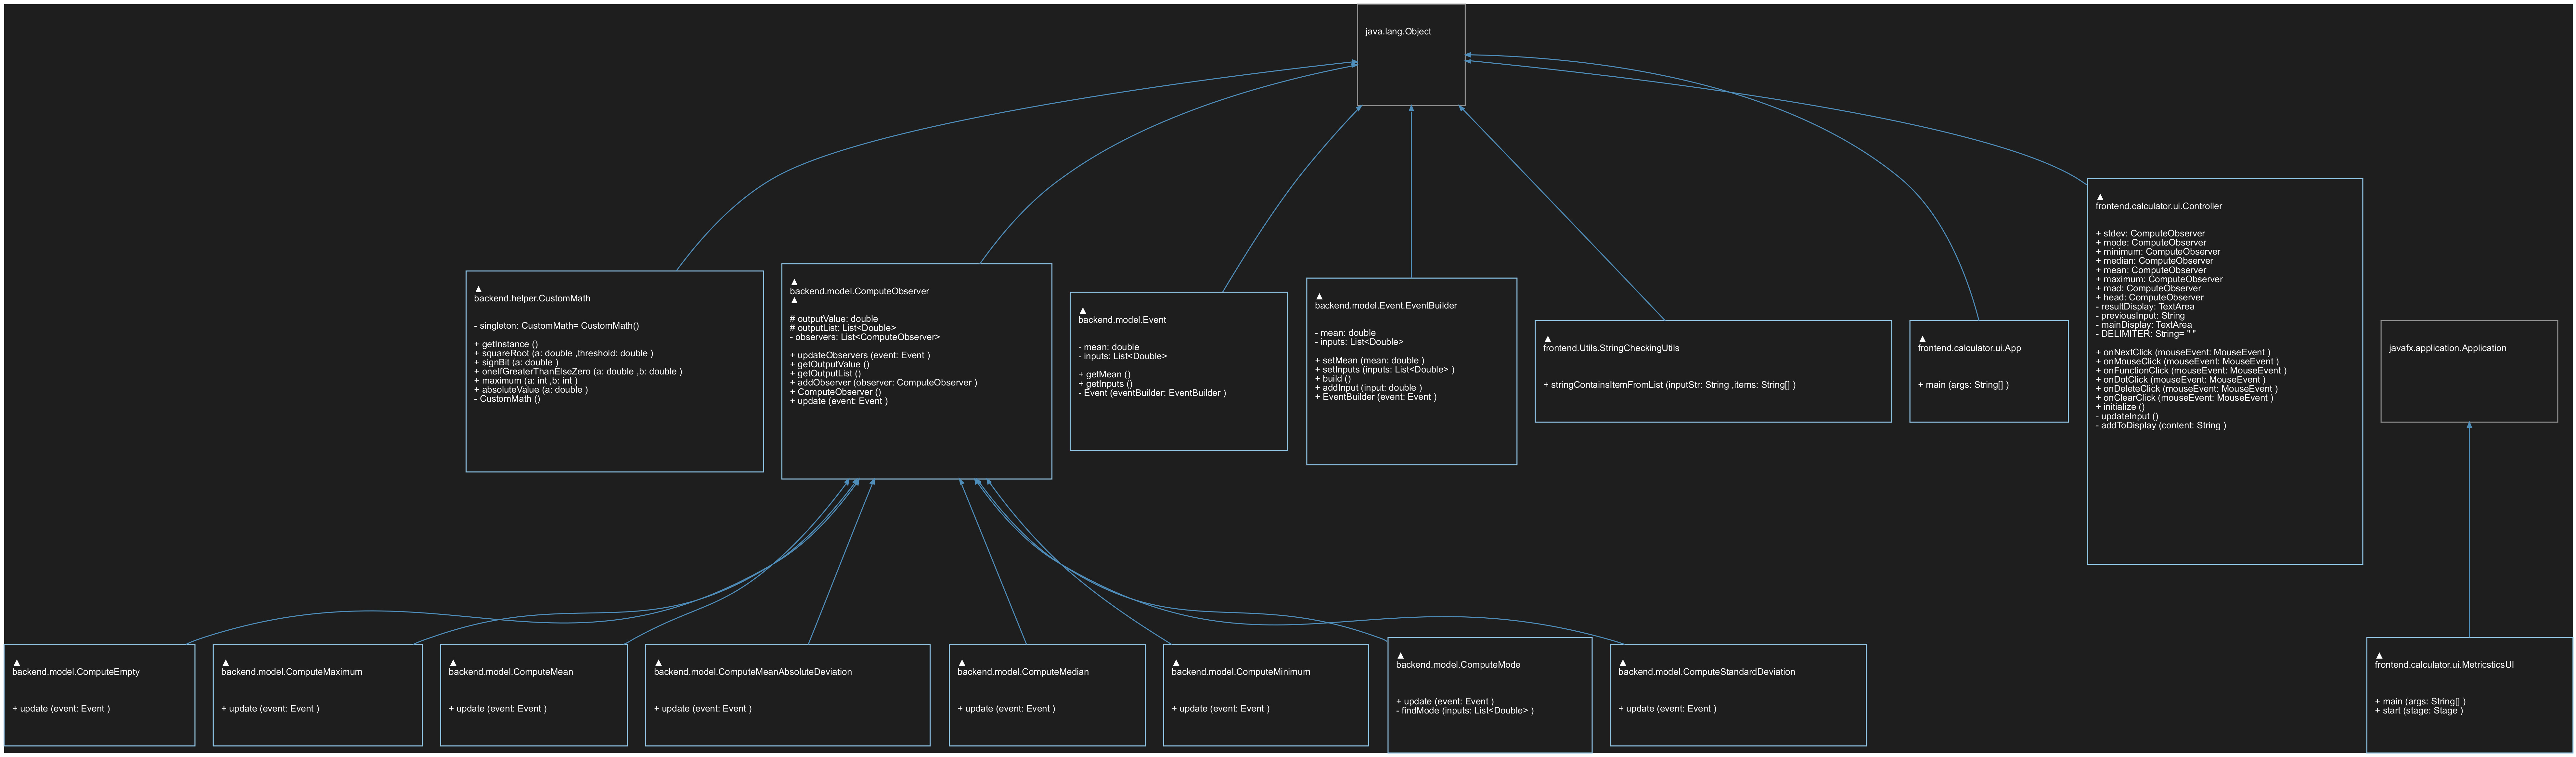 java.lang.Object
▲
backend.helper.CustomMath
- singleton: CustomMath= CustomMath()
+ getInstance ()
+ squareRoot (a: double ,threshold: double )
+ signBit (a: double )
+ oneIfGreaterThanElseZero (a: double ,b: double )
+ maximum (a: int ,b: int )
+ absoluteValue (a: double )
- CustomMath ()
▲
backend.model.ComputeObserver
▲
# outputValue: double
# outputList: List<Double>
- observers: List<ComputeObserver>
+ updateObservers (event: Event )
+ getOutputValue ()
+ getOutputList ()
+ addObserver (observer: ComputeObserver )
+ ComputeObserver ()
+ update (event: Event )
▲
backend.model.Event
- mean: double
- inputs: List<Double>
+ getMean ()
+ getInputs ()
- Event (eventBuilder: EventBuilder )
▲
backend.model.Event.EventBuilder
- mean: double
- inputs: List<Double>
+ setMean (mean: double )
+ setInputs (inputs: List<Double> )
+ build ()
+ addInput (input: double )
+ EventBuilder (event: Event )
▲
frontend.Utils.StringCheckingUtils
+ stringContainsItemFromList (inputStr: String ,items: String[] )
▲
frontend.calculator.ui.App
+ main (args: String[] )
▲
frontend.calculator.ui.Controller
+ stdev: ComputeObserver
+ mode: ComputeObserver
+ minimum: ComputeObserver
+ median: ComputeObserver
+ mean: ComputeObserver
+ maximum: ComputeObserver
+ mad: ComputeObserver
+ head: ComputeObserver
- resultDisplay: TextArea
- previousInput: String
- mainDisplay: TextArea
- DELIMITER: String= " "
+ onNextClick (mouseEvent: MouseEvent )
+ onMouseClick (mouseEvent: MouseEvent )
+ onFunctionClick (mouseEvent: MouseEvent )
+ onDotClick (mouseEvent: MouseEvent )
+ onDeleteClick (mouseEvent: MouseEvent )
+ onClearClick (mouseEvent: MouseEvent )
+ initialize ()
- updateInput ()
- addToDisplay (content: String )
javafx.application.Application
▲
backend.model.ComputeEmpty
+ update (event: Event )
▲
backend.model.ComputeMaximum
+ update (event: Event )
▲
backend.model.ComputeMean
+ update (event: Event )
▲
backend.model.ComputeMeanAbsoluteDeviation
+ update (event: Event )
▲
backend.model.ComputeMedian
+ update (event: Event )
▲
backend.model.ComputeMinimum
+ update (event: Event )
▲
backend.model.ComputeMode
+ update (event: Event )
- findMode (inputs: List<Double> )
▲
backend.model.ComputeStandardDeviation
+ update (event: Event )
▲
frontend.calculator.ui.MetricsticsUI
+ main (args: String[] )
+ start (stage: Stage )